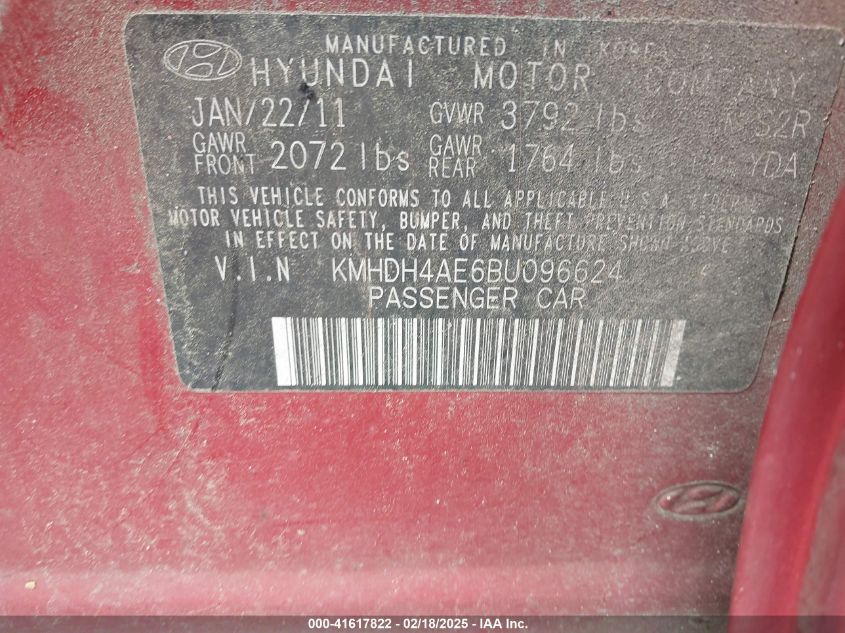 MANUFACTURED IN KOREA
HYUNDAI MOTOR COMPANY
JAN/22/11 GVWR 3792 lbs S2R
GAWR FRONT 2072 lbs GAWR REAR 1764 lbs YDA
THIS VEHICLE CONFORMS TO ALL APPLICABLE U.S.A.
MOTOR VEHICLE SAFETY, BUMPER, AND THEFT PREVENTION STANDARDS
IN EFFECT ON THE DATE OF MANUFACTURE SHOWN ABOVE
V.I.N KMHDH4AE6BU096624
PASSENGER CAR
000-41617822 - 02/18/2025 - IAA Inc.